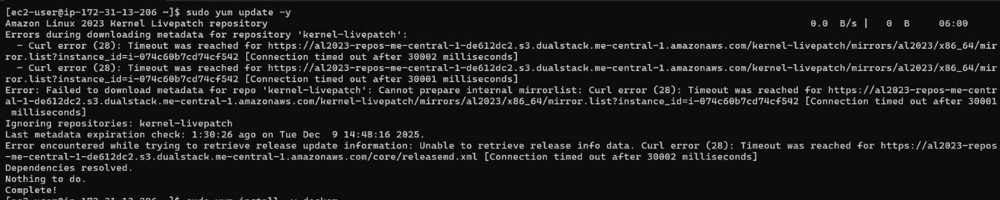 [ec2-user@ip-172-31-13-206 ~]$ sudo yum update -y
Amazon Linux 2023 Kernel Livepatch repository 0.0  B/s |   0  B     06:00
Errors during downloading metadata for repository 'kernel-livepatch':
  - Curl error (28): Timeout was reached for https://al2023-repos-me-central-1-de612dc2.s3.dualstack.me-central-1.amazonaws.com/kernel-livepatch/mirrors/al2023/x86_64/mir
ror.list?instance_id=i-074c60b7cd74cf542 [Connection timed out after 30002 milliseconds]
  - Curl error (28): Timeout was reached for https://al2023-repos-me-central-1-de612dc2.s3.dualstack.me-central-1.amazonaws.com/kernel-livepatch/mirrors/al2023/x86_64/mir
ror.list?instance_id=i-074c60b7cd74cf542 [Connection timed out after 30001 milliseconds]
Error: Failed to download metadata for repo 'kernel-livepatch': Cannot prepare internal mirrorlist: Curl error (28): Timeout was reached for https://al2023-repos-me-centr
al-1-de612dc2.s3.dualstack.me-central-1.amazonaws.com/kernel-livepatch/mirrors/al2023/x86_64/mirror.list?instance_id=i-074c60b7cd74cf542 [Connection timed out after 30001
 milliseconds]
Ignoring repositories: kernel-livepatch
Last metadata expiration check: 1:30:26 ago on Tue Dec  9 14:48:16 2025.
Error encountered while trying to retrieve release update information: Unable to retrieve release info data. Curl error (28): Timeout was reached for https://al2023-repos
-me-central-1-de612dc2.s3.dualstack.me-central-1.amazonaws.com/core/releasemd.xml [Connection timed out after 30002 milliseconds]
Dependencies resolved.
Nothing to do.
Complete!